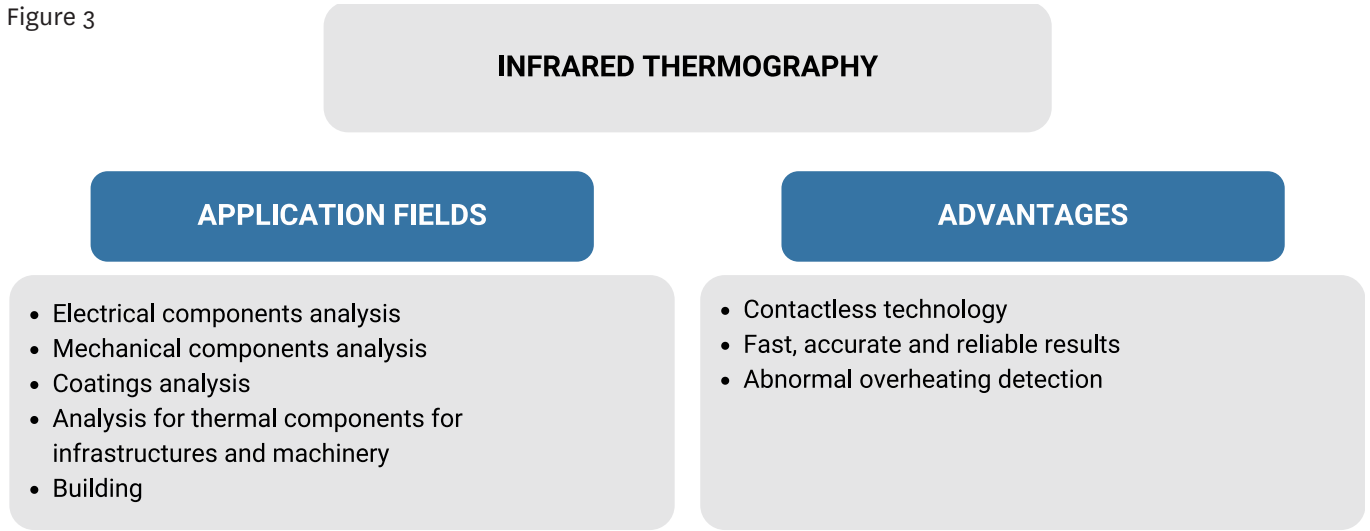 Figure 3
INFRARED THERMOGRAPHY
APPLICATION FIELDS
• Electrical components analysis
• Mechanical components analysis
• Coatings analysis
• Analysis for thermal components for
infrastructures and machinery
• Building
ADVANTAGES
• Contactless technology
• Fast, accurate and reliable results
• Abnormal overheating detection